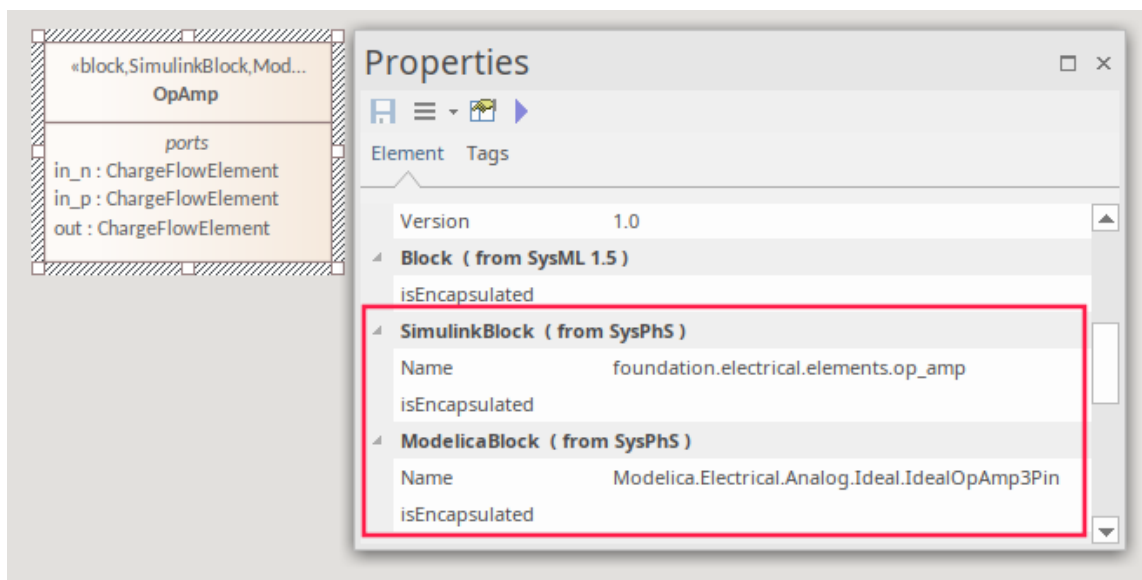 «block,SimulinkBlock,Mod...
OpAmp
ports
in_n : ChargeFlowElement
in_p : ChargeFlowElement
out : ChargeFlowElement
Properties
Element Tags
Version 1.0
Block ( from SysML 1.5 )
isEncapsulated
SimulinkBlock ( from SysPhS )
Name foundation.electrical.elements.op_amp
isEncapsulated
ModelicaBlock ( from SysPhS )
Name Modelica.Electrical.Analog.Ideal.IdealOpAmp3Pin
isEncapsulated